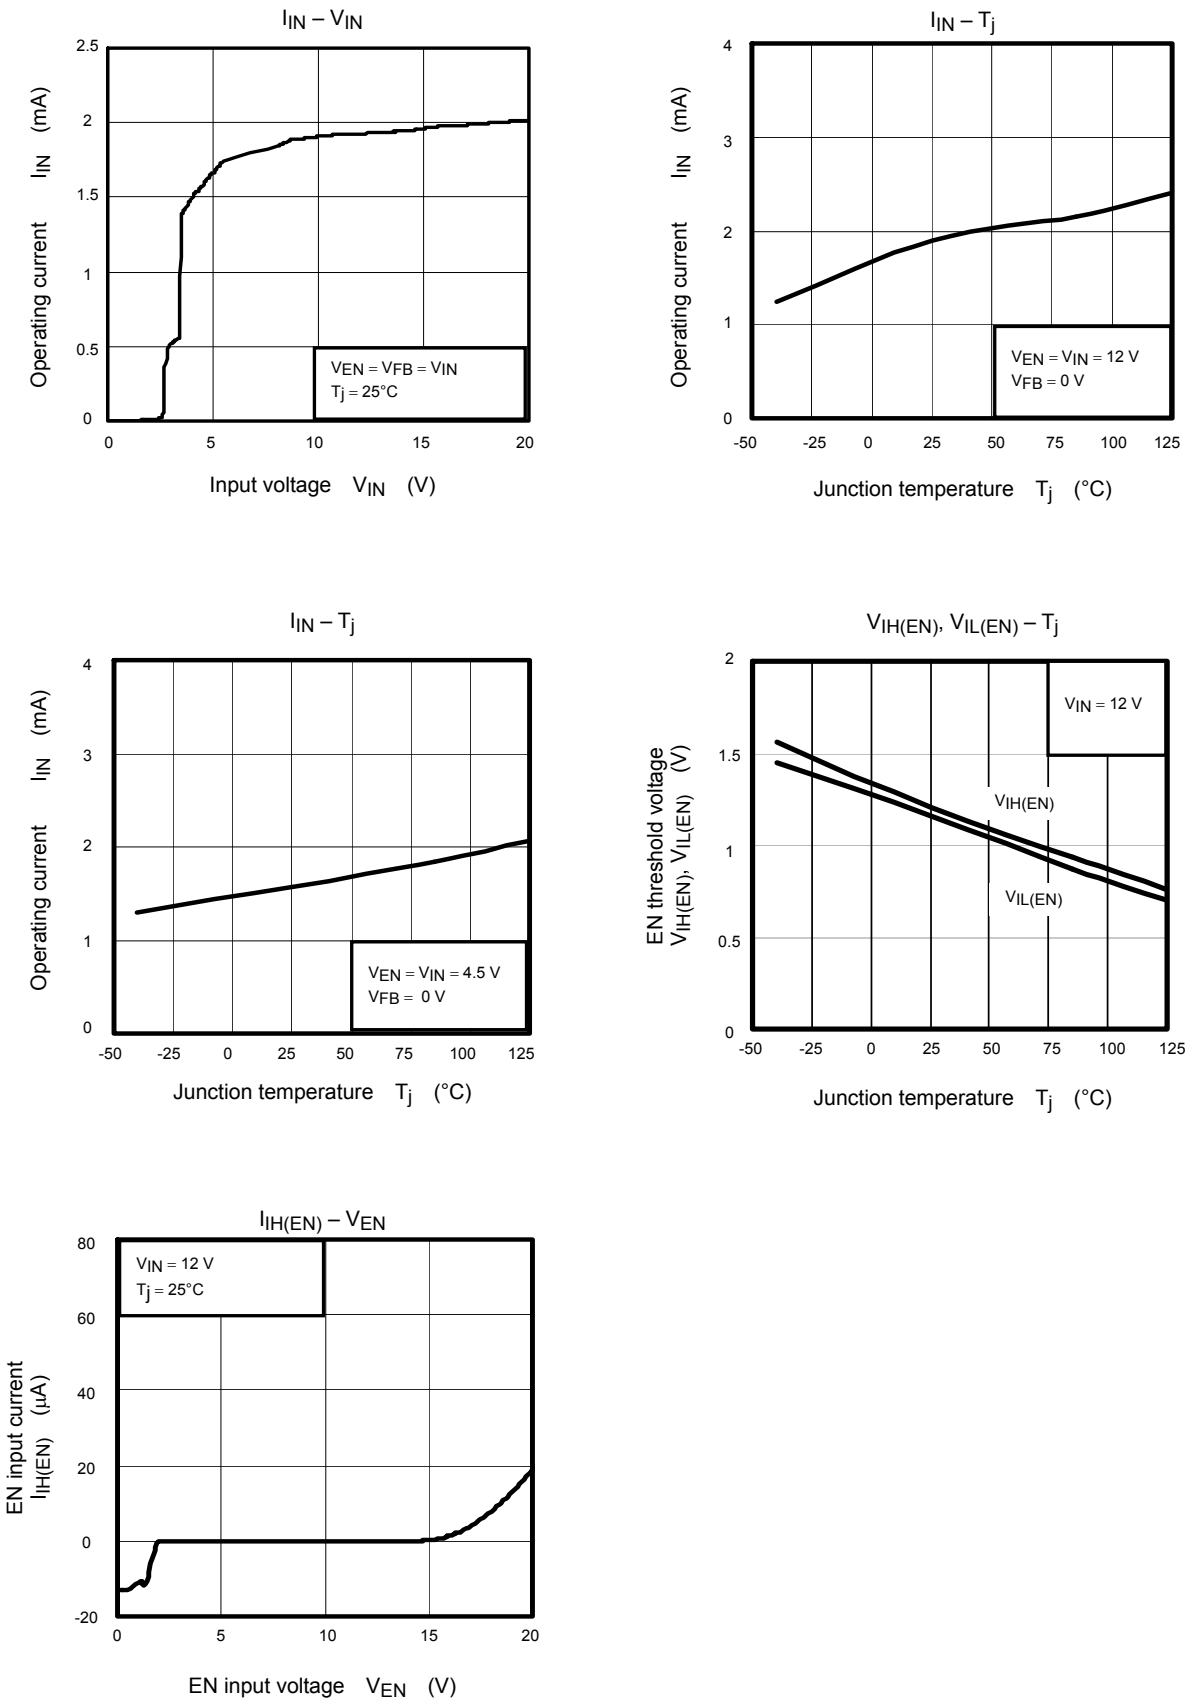 IIN – VIN
Operating current IIN (mA)
2.5
2
1.5
1
0.5
0
VEN = VFB = VIN
Tj = 25°C
0 5 10 15 20
Input voltage VIN (V)
IIN – Tj
Operating current IIN (mA)
4
3
2
1
0
VEN = VIN = 12 V
VFB = 0 V
-50 -25 0 25 50 75 100 125
Junction temperature Tj (°C)
IIN – Tj
Operating current IIN (mA)
4
3
2
1
0
VEN = VIN = 4.5 V
VFB = 0 V
-50 -25 0 25 50 75 100 125
Junction temperature Tj (°C)
VIH(EN), VIL(EN) – Tj
EN threshold voltage
VIH(EN), VIL(EN) (V)
2
1.5
1
0.5
0
VIN = 12 V
VIH(EN)
VIL(EN)
-50 -25 0 25 50 75 100 125
Junction temperature Tj (°C)
IIH(EN) – VEN
EN input current
IIH(EN) (μA)
80
60
40
20
0
-20
VIN = 12 V
Tj = 25°C
0 5 10 15 20
EN input voltage VEN (V)